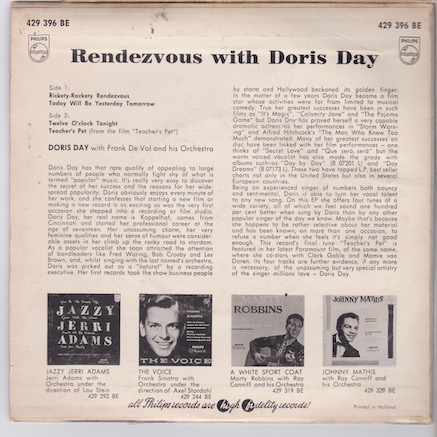 429 396 BE
429 396 BE
PHILIPS
PHILIPS
Rendezvous with Doris Day
Side 1:
Rickety-Rackety Rendezvous
Today Will Be Yesterday Tomorrow
Side 2:
Twelve O'clock Tonight
Teacher's Pet (from the film "Teacher's Pet")
DORIS DAY with Frank De Vol and his Orchestra
Doris Day has that rare quality of appealing to large
numbers of people who normally fight shy of what is
termed "popular" music. It's really very easy to discover
the secret of her success and the reasons for her wide-
spread popularity. Doris obviously enjoys every minute of
her work, and she confesses that starting a new film or
making a new record is as exciting as was the very first
occasion she stepped into a recording or film studio.
Doris Day, her real name is Kappelhoff, comes from
Cincinnati and started her professional career at the
age of seventeen. Her unassuming charm, her very
feminine qualities and her sense of humour were consider-
able assets in her climb up the rocky road to stardom.
As a popular vocalist she soon attracted the attention
of bandleaders like Fred Waring, Bob Crosby and Les
Brown, and, whilst singing with the last named's orchestra,
Doris was picked out as a "natural" by a recording
executive. Her first records took the show business people
by storm and Hollywood beckoned its golden finger.
In the matter of a few years Doris Day became a film
star whose activities were far from limited to musical
comedy. True her greatest successes have been in such
films as "It's Magic", "Calamity Jane" and "The Pajama
Game" but Doris Day has proved herself a very capable
dramatic actress in her performances in "Storm Warn-
ing" and Alfred Hitchcock's "The Man Who Knew Too
Much" demonstrated. Many of her greatest successes on
disc have been linked with her film performances - one
thinks of "Secret Love" and "Que será, será" but the
warm voiced vocalist has also made the grade with
albums such as "Day by Day" (B 07201 L) and "Day
Dreams" (B 07173 L). These two have topped L.P. best seller
charts not only in the United States but also in several
European countries.
Being an experienced singer of numbers both bouncy
and sentimental, Doris is able to turn her vocal talent
to any new song. On this EP she offers four tunes of a
wide variety, all of which we feel sound one hundred
per cent better when sung by Doris than by any other
popular singer of the day we know. Maybe that's because
she happens to be rather selective about her material
and has been known, on more than one occasion, to
refuse a number when she feels it's simply not good
enough. This record's final tune "Teacher's Pet" is
featured in her latest Paramount film, of the same name,
where she co-stars with Clark Gable and Mamie van
Doren. Its four tracks are further evidence, if any more
is necessary, of the unassuming but very special artistry
of the singer millions love - Doris Day.
JAZZY
JERRI
ADAMS
THE VOICE
ROBBINS
JOHNNY MATHIS
JAZZY JERRI ADAMS
Jerri Adams with
Orchestra under the
direction of Lou Stein
429 292 BE
THE VOICE
Frank Sinatra with
Orchestra under the
direction of Axel Stordahl
429 244 BE
A WHITE SPORT COAT
Marty Robbins with Ray
Conniff and his Orchestra
429 319 BE
JOHNNY MATHIS
with Ray Conniff and
his Orchestra
429 329 BE
all Philips records are High Fidelity records!
Printed in Holland